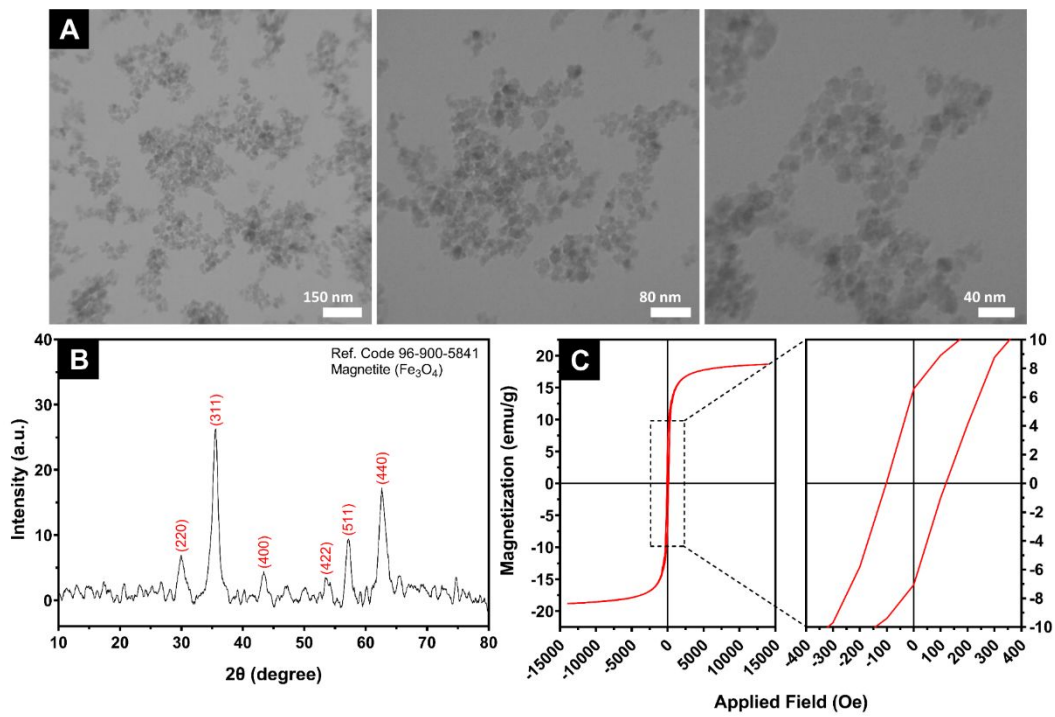 A
150 nm
80 nm
40 nm
B
Ref. Code 96-900-5841
Magnetite (Fe₃O₄)
40
30
20
10
0
Intensity (a.u.)
(220)
(311)
(400)
(422)
(511)
(440)
10 20 30 40 50 60 70 80
2θ (degree)
C
Magnetization (emu/g)
20
15
10
5
0
-5
-10
-15
-20
-15000 -10000 -5000 0 5000 10000 15000
10
8
6
4
2
0
-2
-4
-6
-8
-10
-400 -300 -200 -100 0 100 200 300 400
Applied Field (Oe)